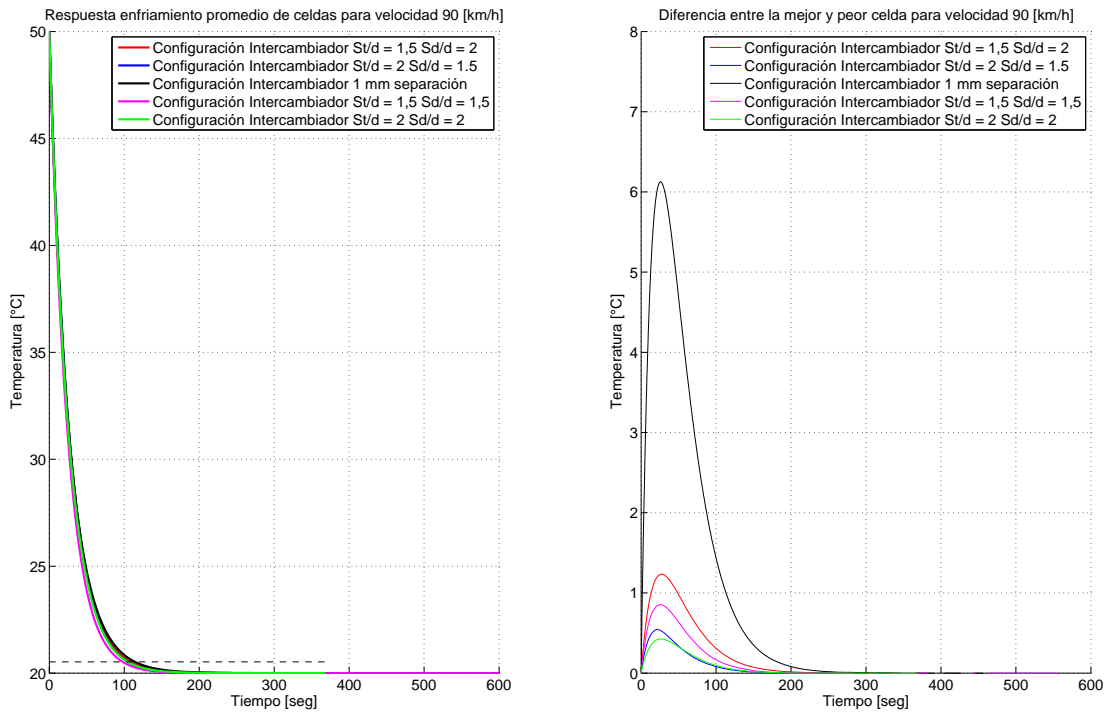 Respuesta enfriamiento promedio de celdas para velocidad 90 [km/h]
50
45
40
35
30
25
20
0
100
200
300
400
500
600
Temperatura [°C]
Tiempo [seg]
Configuración Intercambiador St/d = 1,5 Sd/d = 2
Configuración Intercambiador St/d = 2 Sd/d = 1.5
Configuración Intercambiador 1 mm separación
Configuración Intercambiador St/d = 1,5 Sd/d = 1,5
Configuración Intercambiador St/d = 2 Sd/d = 2
Diferencia entre la mejor y peor celda para velocidad 90 [km/h]
8
7
6
5
4
3
2
1
0
0
100
200
300
400
500
600
Temperatura [°C]
Tiempo [seg]
Configuración Intercambiador St/d = 1,5 Sd/d = 2
Configuración Intercambiador St/d = 2 Sd/d = 1.5
Configuración Intercambiador 1 mm separación
Configuración Intercambiador St/d = 1,5 Sd/d = 1,5
Configuración Intercambiador St/d = 2 Sd/d = 2